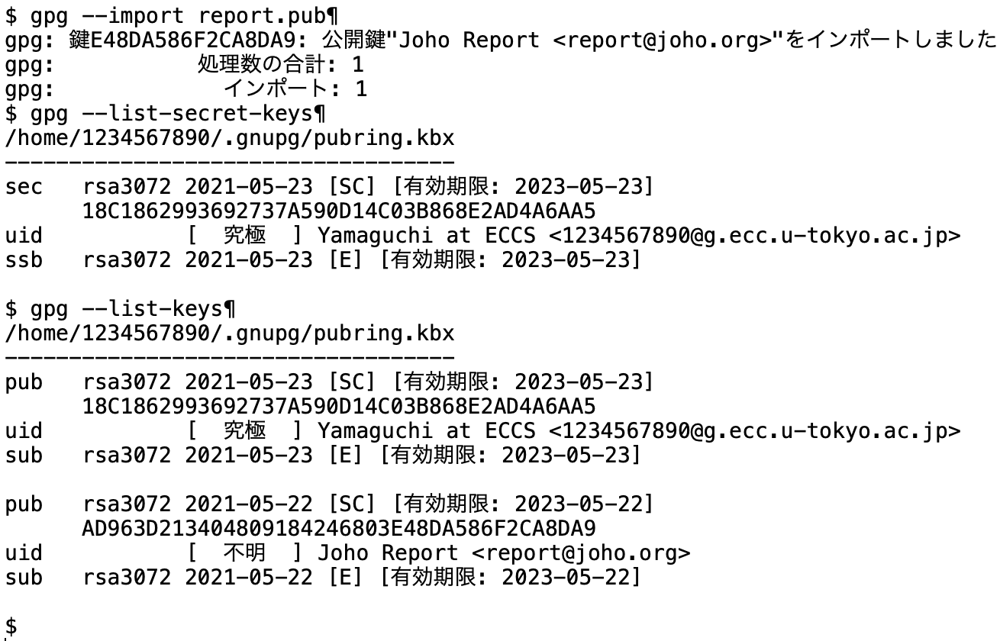 $ gpg --import report.pub¶
gpg: 鍵E48DA586F2CA8DA9: 公開鍵"Joho Report <report@joho.org>"をインポートしました
gpg:           処理数の合計: 1
gpg:             インポート: 1
$ gpg --list-secret-keys¶
/home/1234567890/.gnupg/pubring.kbx
-----------------------------------
sec   rsa3072 2021-05-23 [SC] [有効期限: 2023-05-23]
      18C1862993692737A590D14C03B868E2AD4A6AA5
uid           [  究極  ] Yamaguchi at ECCS <1234567890@g.ecc.u-tokyo.ac.jp>
ssb   rsa3072 2021-05-23 [E] [有効期限: 2023-05-23]

$ gpg --list-keys¶
/home/1234567890/.gnupg/pubring.kbx
-----------------------------------
pub   rsa3072 2021-05-23 [SC] [有効期限: 2023-05-23]
      18C1862993692737A590D14C03B868E2AD4A6AA5
uid           [  究極  ] Yamaguchi at ECCS <1234567890@g.ecc.u-tokyo.ac.jp>
sub   rsa3072 2021-05-23 [E] [有効期限: 2023-05-23]

pub   rsa3072 2021-05-22 [SC] [有効期限: 2023-05-22]
      AD963D213404809184246803E48DA586F2CA8DA9
uid           [  不明  ] Joho Report <report@joho.org>
sub   rsa3072 2021-05-22 [E] [有効期限: 2023-05-22]

$